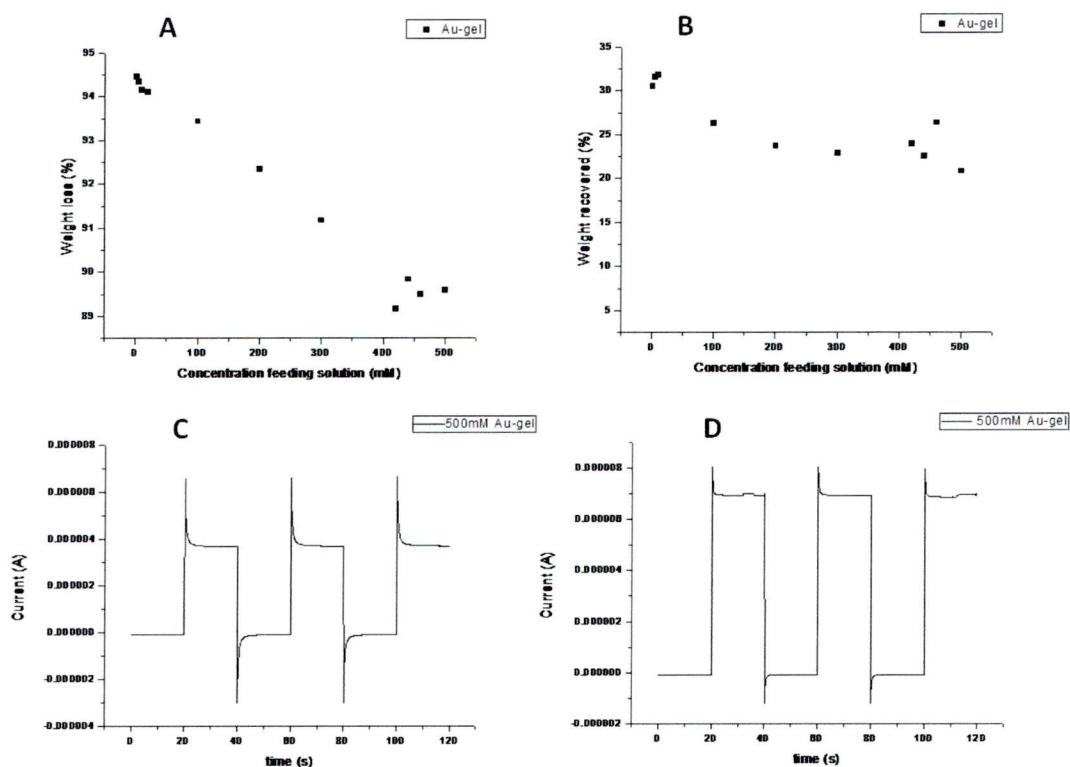 A
Au-gel
95
94
93
92
91
90
89
Weight loss (%)
0 100 200 300 400 500
Concentration feeding solution (mM)
B
Au-gel
35
30
25
20
15
10
5
Weight recovered (%)
0 100 200 300 400 500
Concentration feeding solution (mM)
C
500mM Au-gel
0.000008
0.000006
0.000004
0.000002
0.000000
-0.000002
-0.000004
Current (A)
0 20 40 60 80 100 120
time (s)
D
500mM Au-gel
0.000008
0.000006
0.000004
0.000002
0.000000
-0.000002
Current (A)
0 20 40 60 80 100 120
time (s)